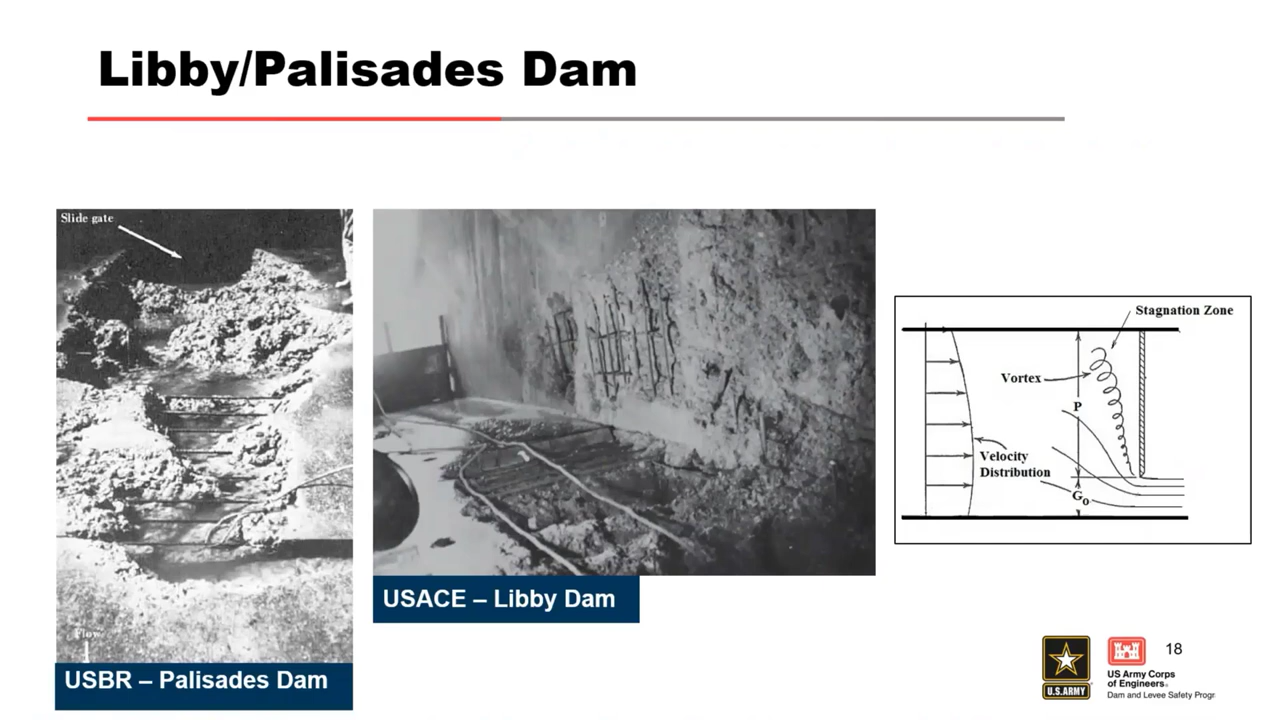 Libby/Palisades Dam
Slide gate
Flow
USBR – Palisades Dam
USACE – Libby Dam
Stagnation Zone
Vortex
P
Velocity
Distribution
Go
U.S.ARMY
US Army Corps
of Engineers®
Dam and Levee Safety Progr
18